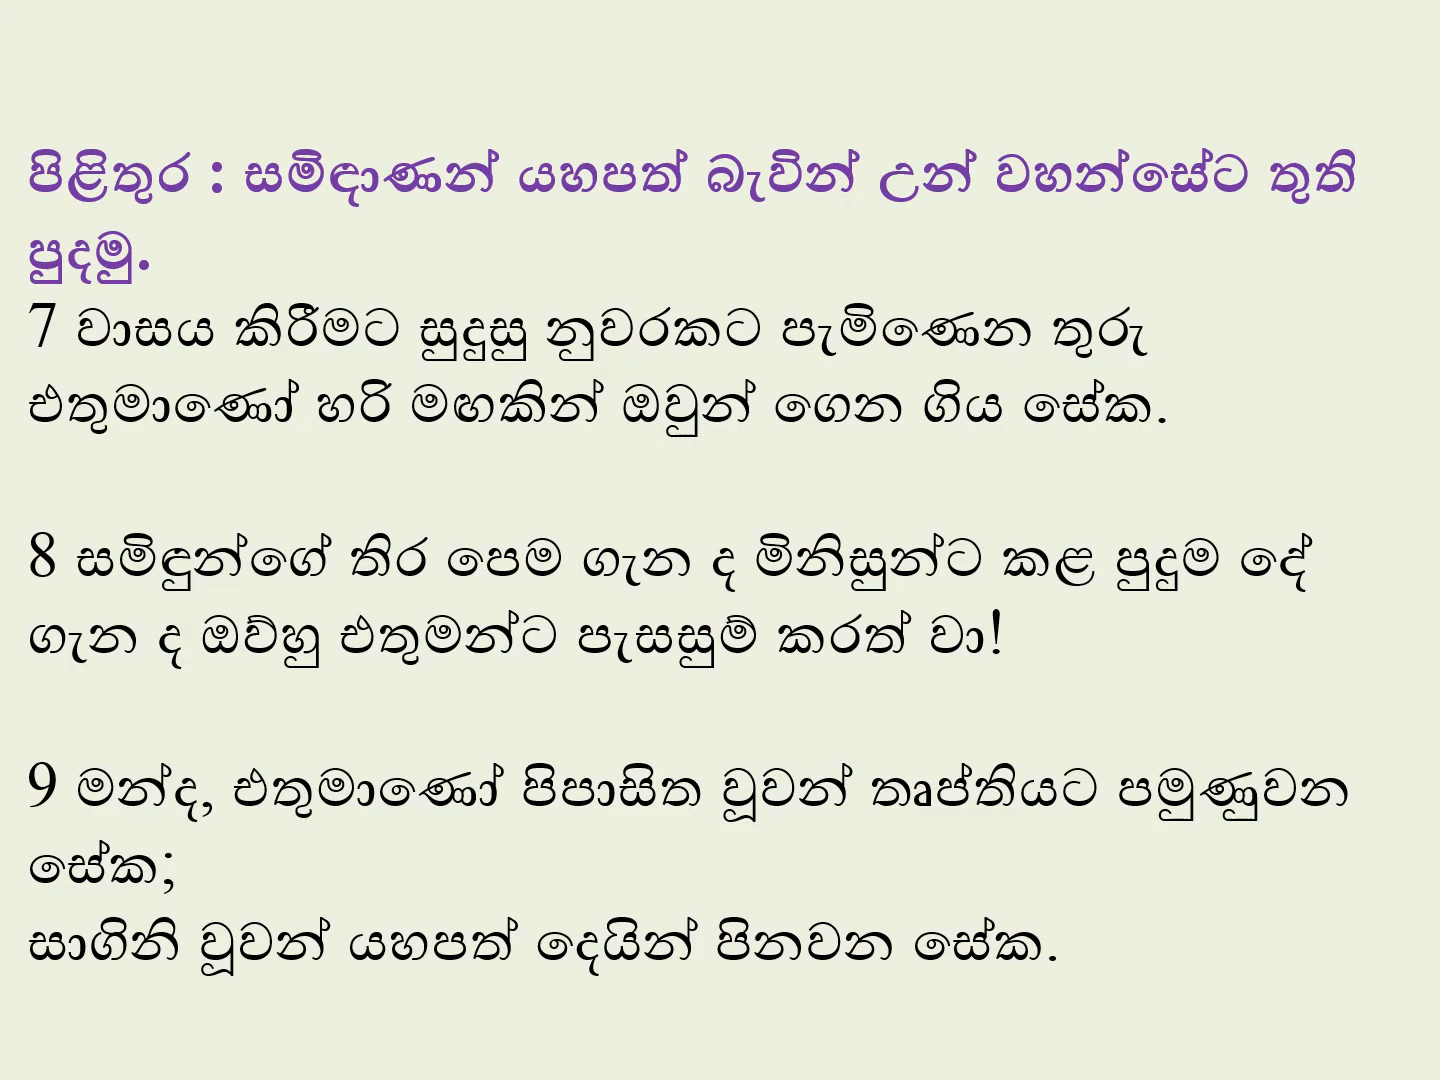 පිළිතුර : සමිඳාණන් යහපත් බැවින් උන් වහන්සේට තුති
පුදමු.
7 වාසය කිරීමට සුදුසු නුවරකට පැමිණෙන තුරු
එතුමාණෝ හරි මඟකින් ඔවුන් ගෙන ගිය සේක.
8 සමිඳුන්ගේ තිර පෙම ගැන ද මිනිසුන්ට කළ පුදුම දේ
ගැන ද ඔව්හු එතුමන්ට පැසසුම් කරත් වා!
9 මන්ද, එතුමාණෝ පිපාසිත වූවන් තෘප්තියට පමුණුවන
සේක;
සාගිනි වූවන් යහපත් දෙයින් පිනවන සේක.